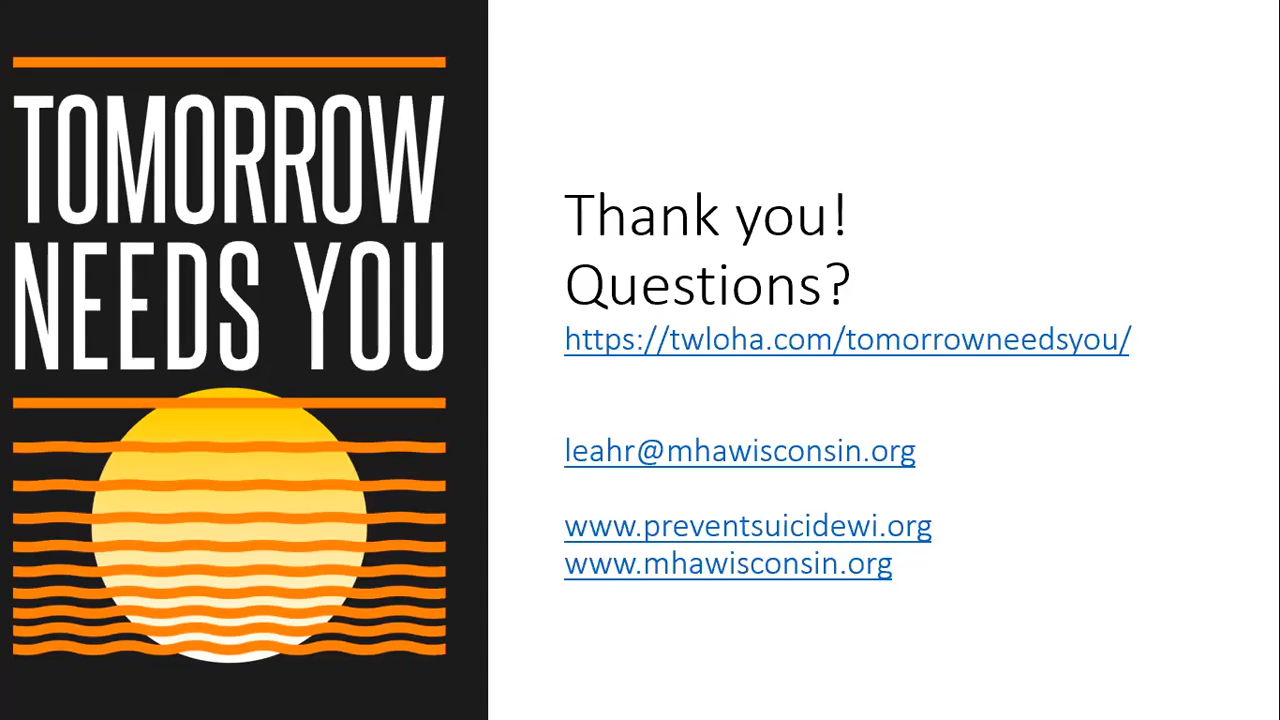 TOMORROW
NEEDS YOU
Thank you!
Questions?
https://twloha.com/tomorrowneedsyou/
leahr@mhawisconsin.org
www.preventsuicidewi.org
www.mhawisconsin.org